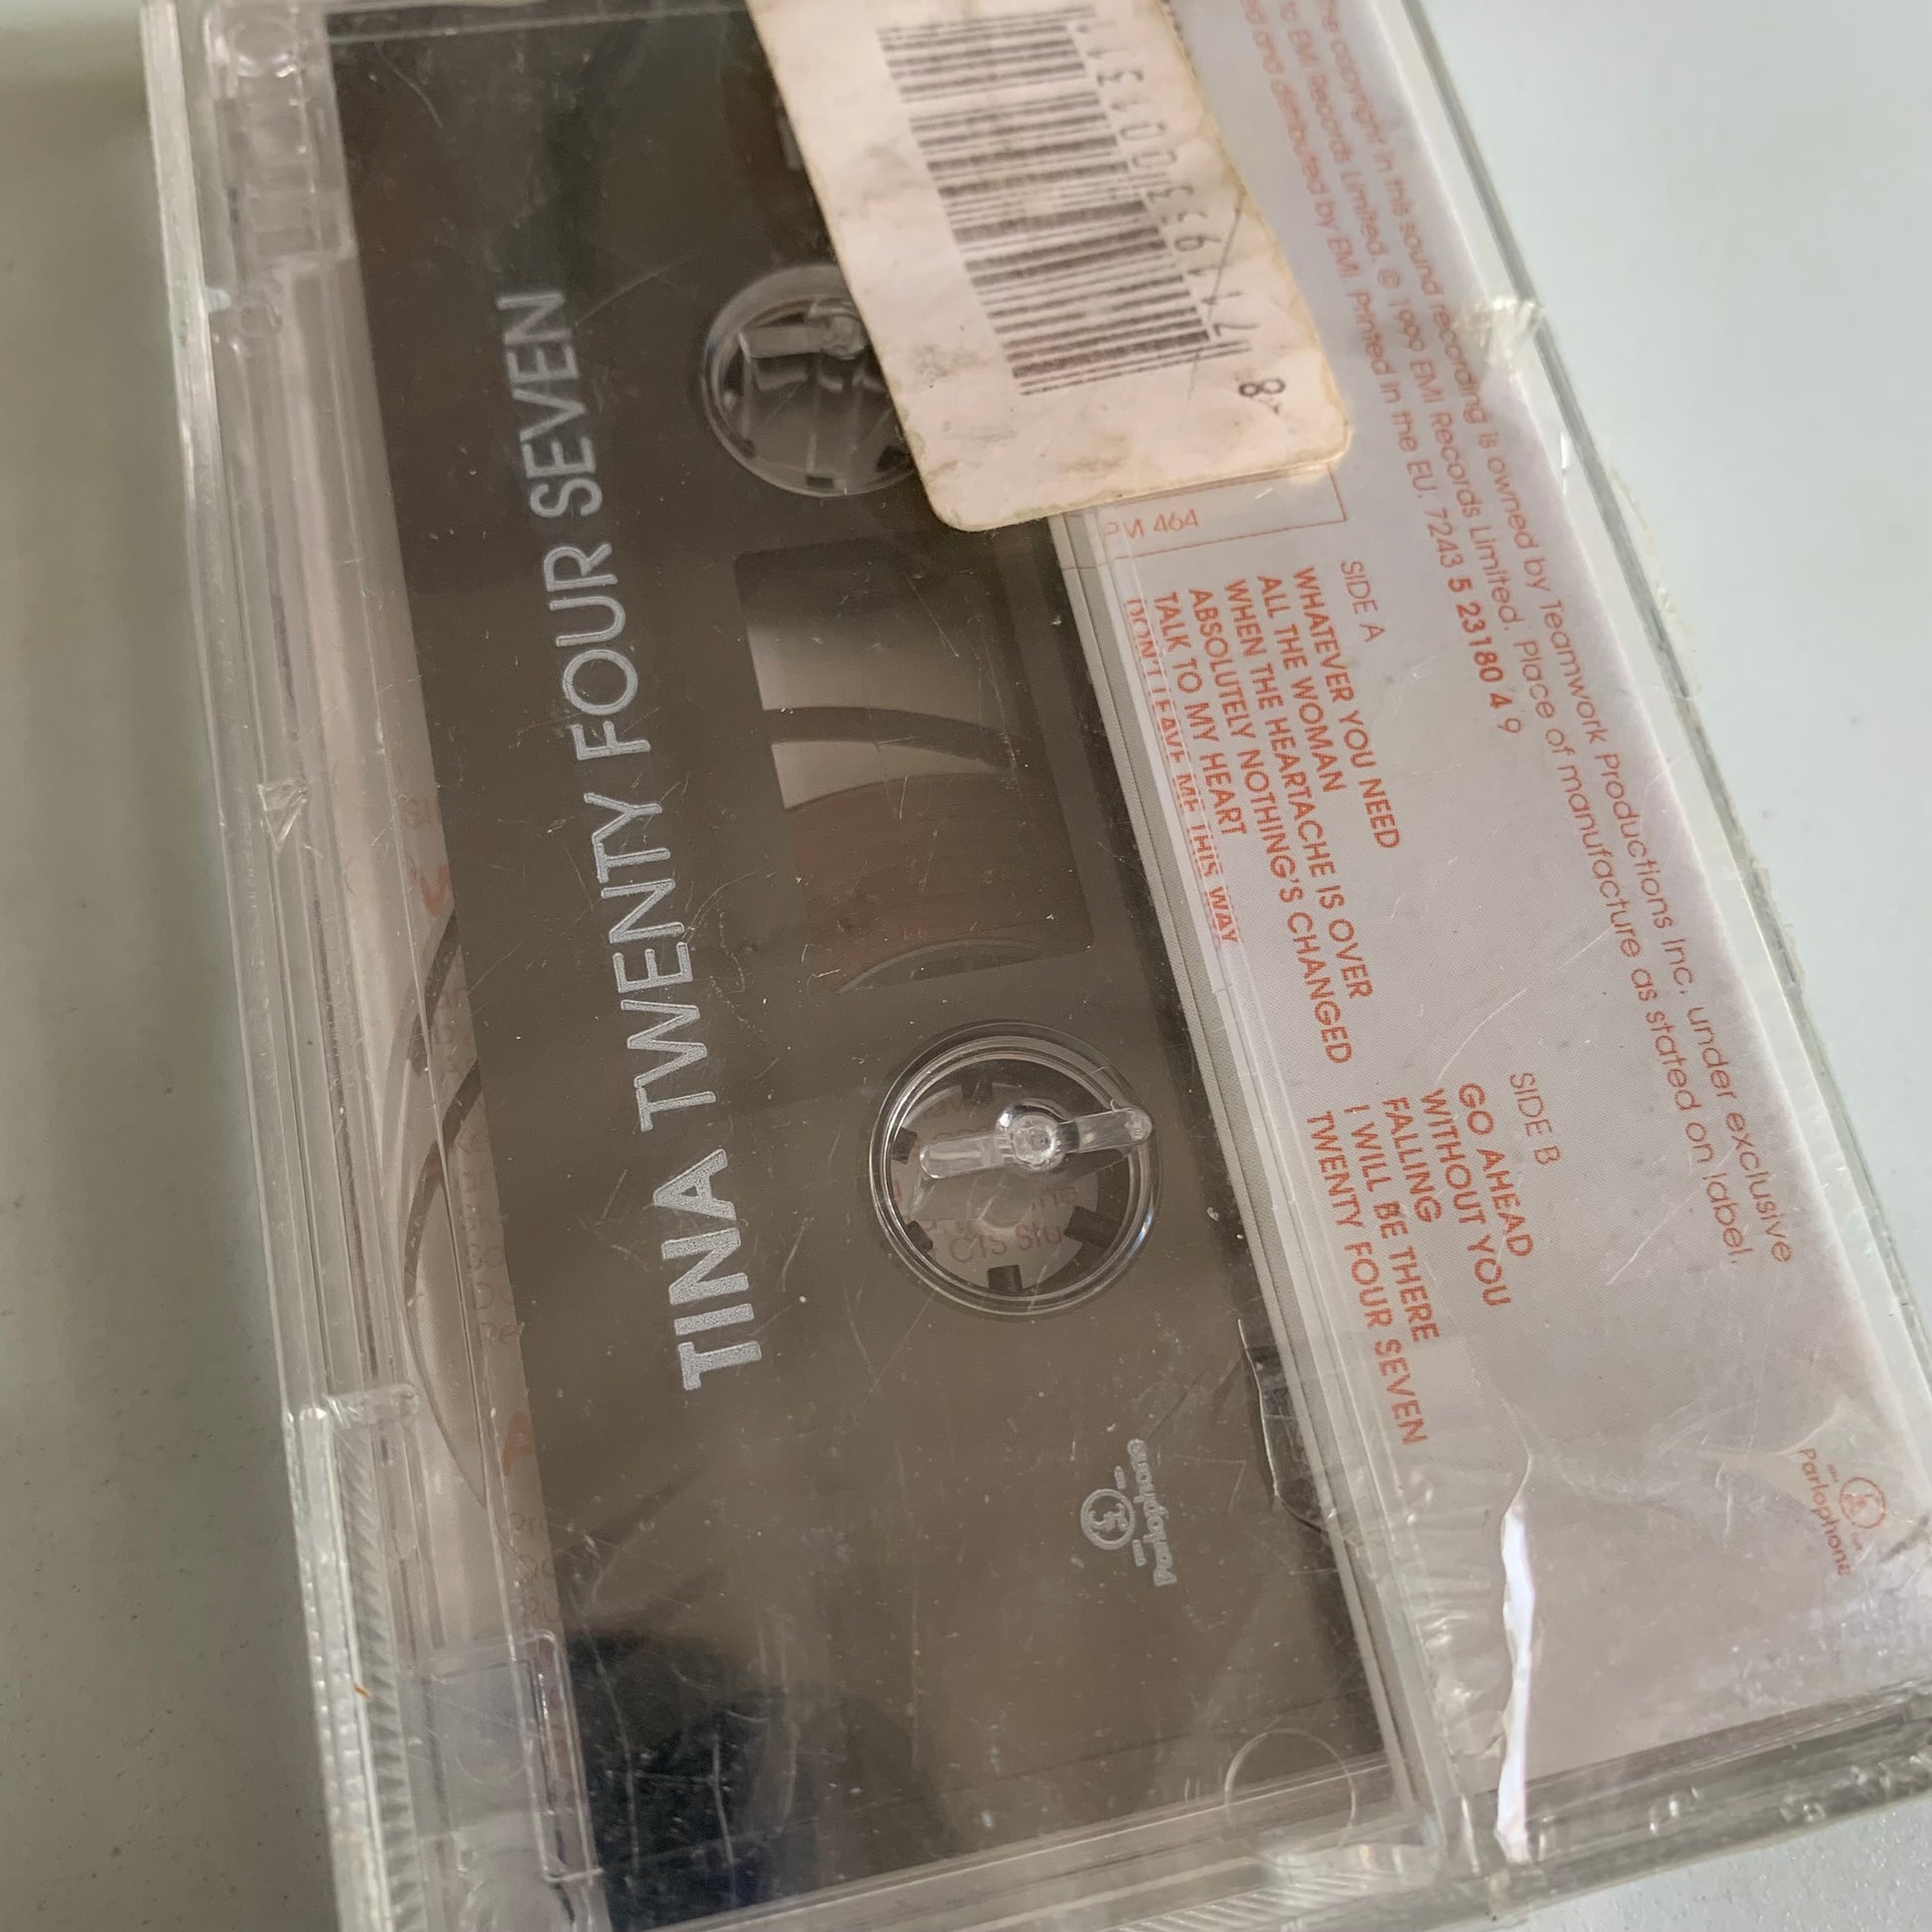 TINA TWENTY FOUR SEVEN
Parlophone
8
PM 464
SIDE A
WHATEVER YOU NEED
ALL THE WOMAN
WHEN THE HEARTACHE IS OVER
ABSOLUTELY NOTHING'S CHANGED
TALK TO MY HEART
DON'T LEAVE ME THIS WAY
SIDE B
GO AHEAD
WITHOUT YOU
FALLING
I WILL BE THERE
TWENTY FOUR SEVEN
the copyright in this sound recording is owned by Teamwork Productions Inc. under exclusive
to EMI Records Limited. © 1999 EMI Records Limited. Place of manufacture as stated on label.
and distributed by EMI. Printed in the EU. 7243 5 23180 4 9
Parlophone